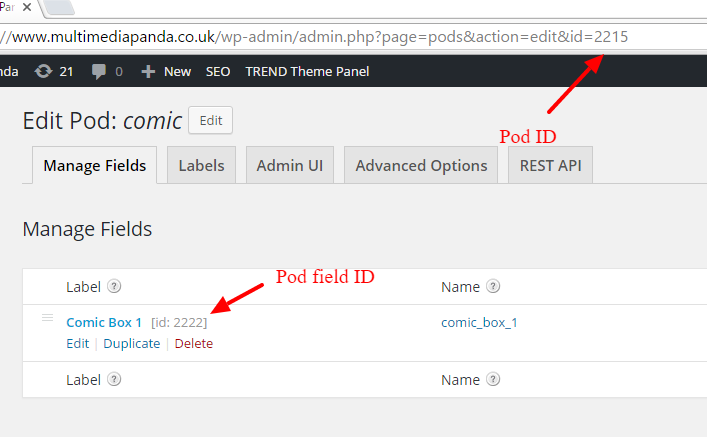 Par
//www.multimediapanda.co.uk/wp-admin/admin.php?page=pods&action=edit&id=2215
nda 21 0 + New SEO TREND Theme Panel
Edit Pod: comic Edit
Pod ID
Manage Fields Labels Admin UI Advanced Options REST API
Manage Fields
Pod field ID
Label ? Name ?
Comic Box 1 [id: 2222] comic_box_1
Edit | Duplicate | Delete
Label ? Name ?